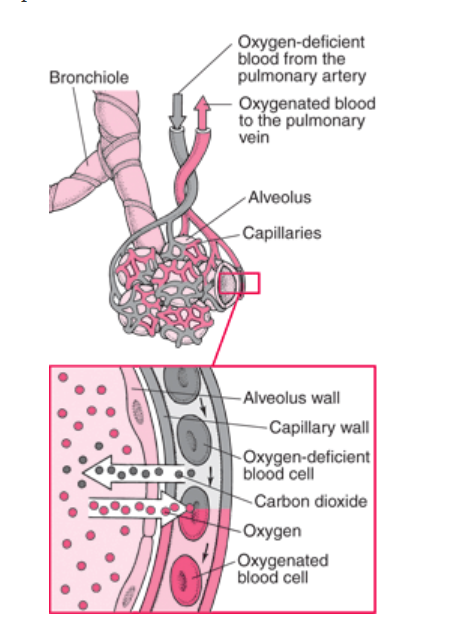 Oxygen-deficient
blood from the
pulmonary artery
Bronchiole
Oxygenated blood
to the pulmonary
vein
Alveolus
Capillaries
Alveolus wall
Capillary wall
Oxygen-deficient
blood cell
Carbon dioxide
Oxygen
Oxygenated
blood cell